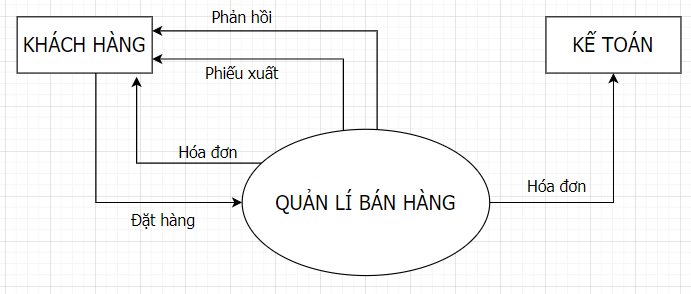 Phản hồi
KHÁCH HÀNG
KẾ TOÁN
Phiếu xuất
Hóa đơn
Hóa đơn
QUẢN LÍ BÁN HÀNG
Đặt hàng